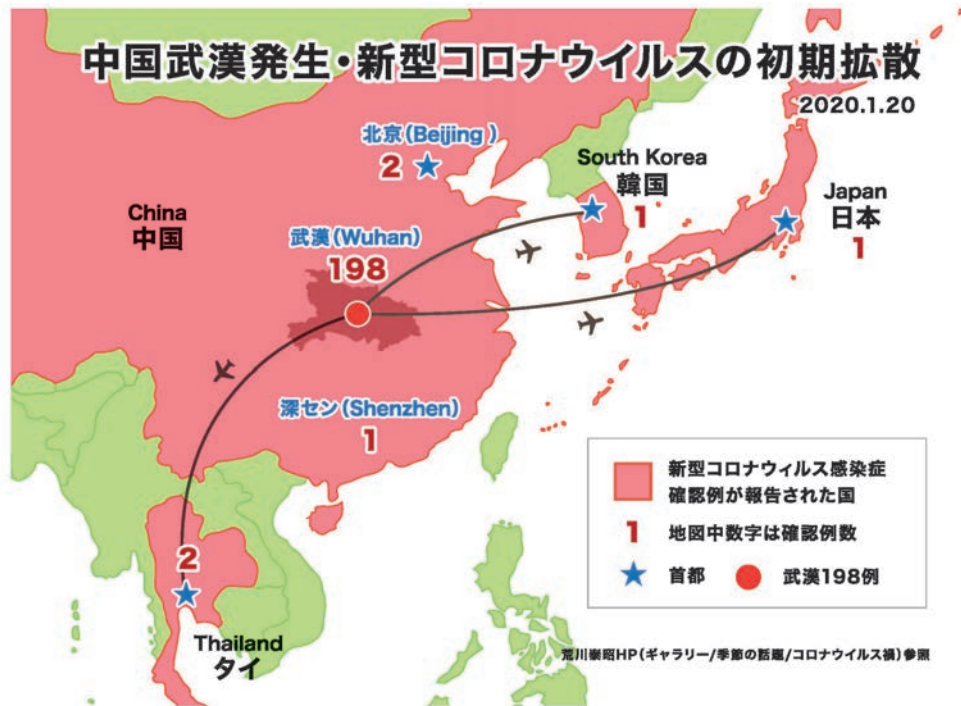 中国武漢発生・新型コロナウイルスの初期拡散
2020.1.20
北京(Beijing )
2
South Korea
韓国
1
Japan
日本
1
China
中国
武漢(Wuhan)
198
深セン(Shenzhen)
1
2
Thailand
タイ
新型コロナウィルス感染症
確認例が報告された国
1 地図中数字は確認例数
首都 武漢198例
荒川泰昭HP(ギャラリー/季節の話題/コロナウイルス禍)参照